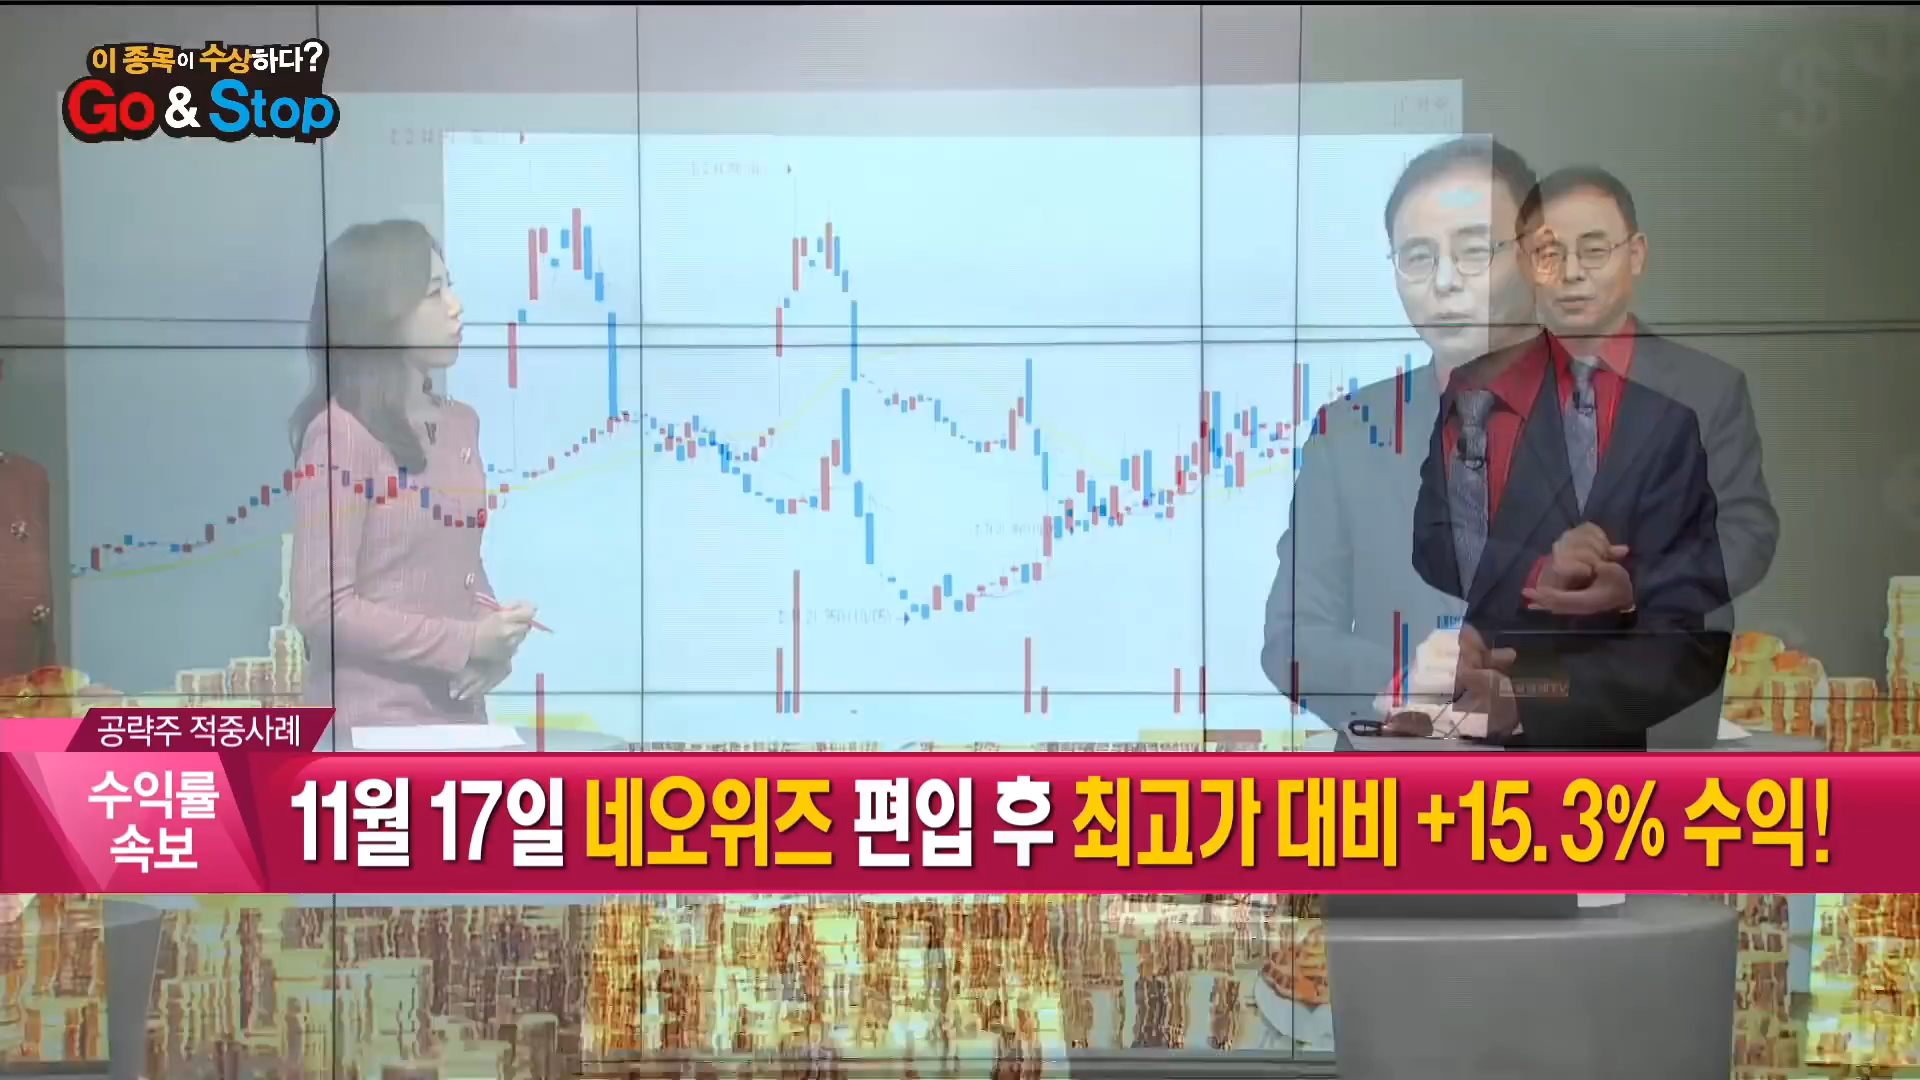 이 종목이 수상하다?
Go & Stop
공략주 적중사례
수익률
속보
11월 17일 네오위즈 편입 후 최고가 대비 +15.3% 수익!